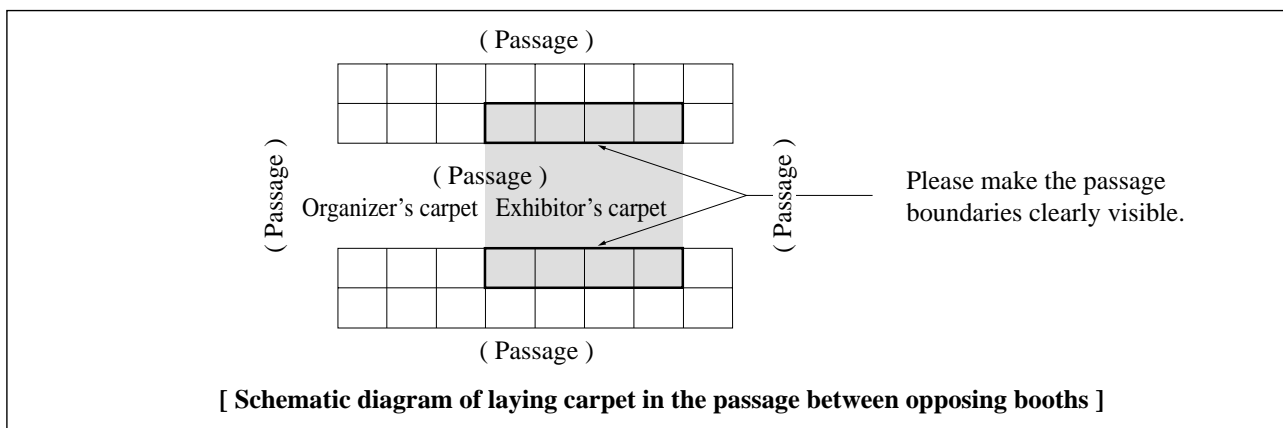 ( Passage )
( Passage )
( Passage )
Organizer’s carpet
Exhibitor’s carpet
( Passage )
Please make the passage
boundaries clearly visible.
( Passage )
[ Schematic diagram of laying carpet in the passage between opposing booths ]